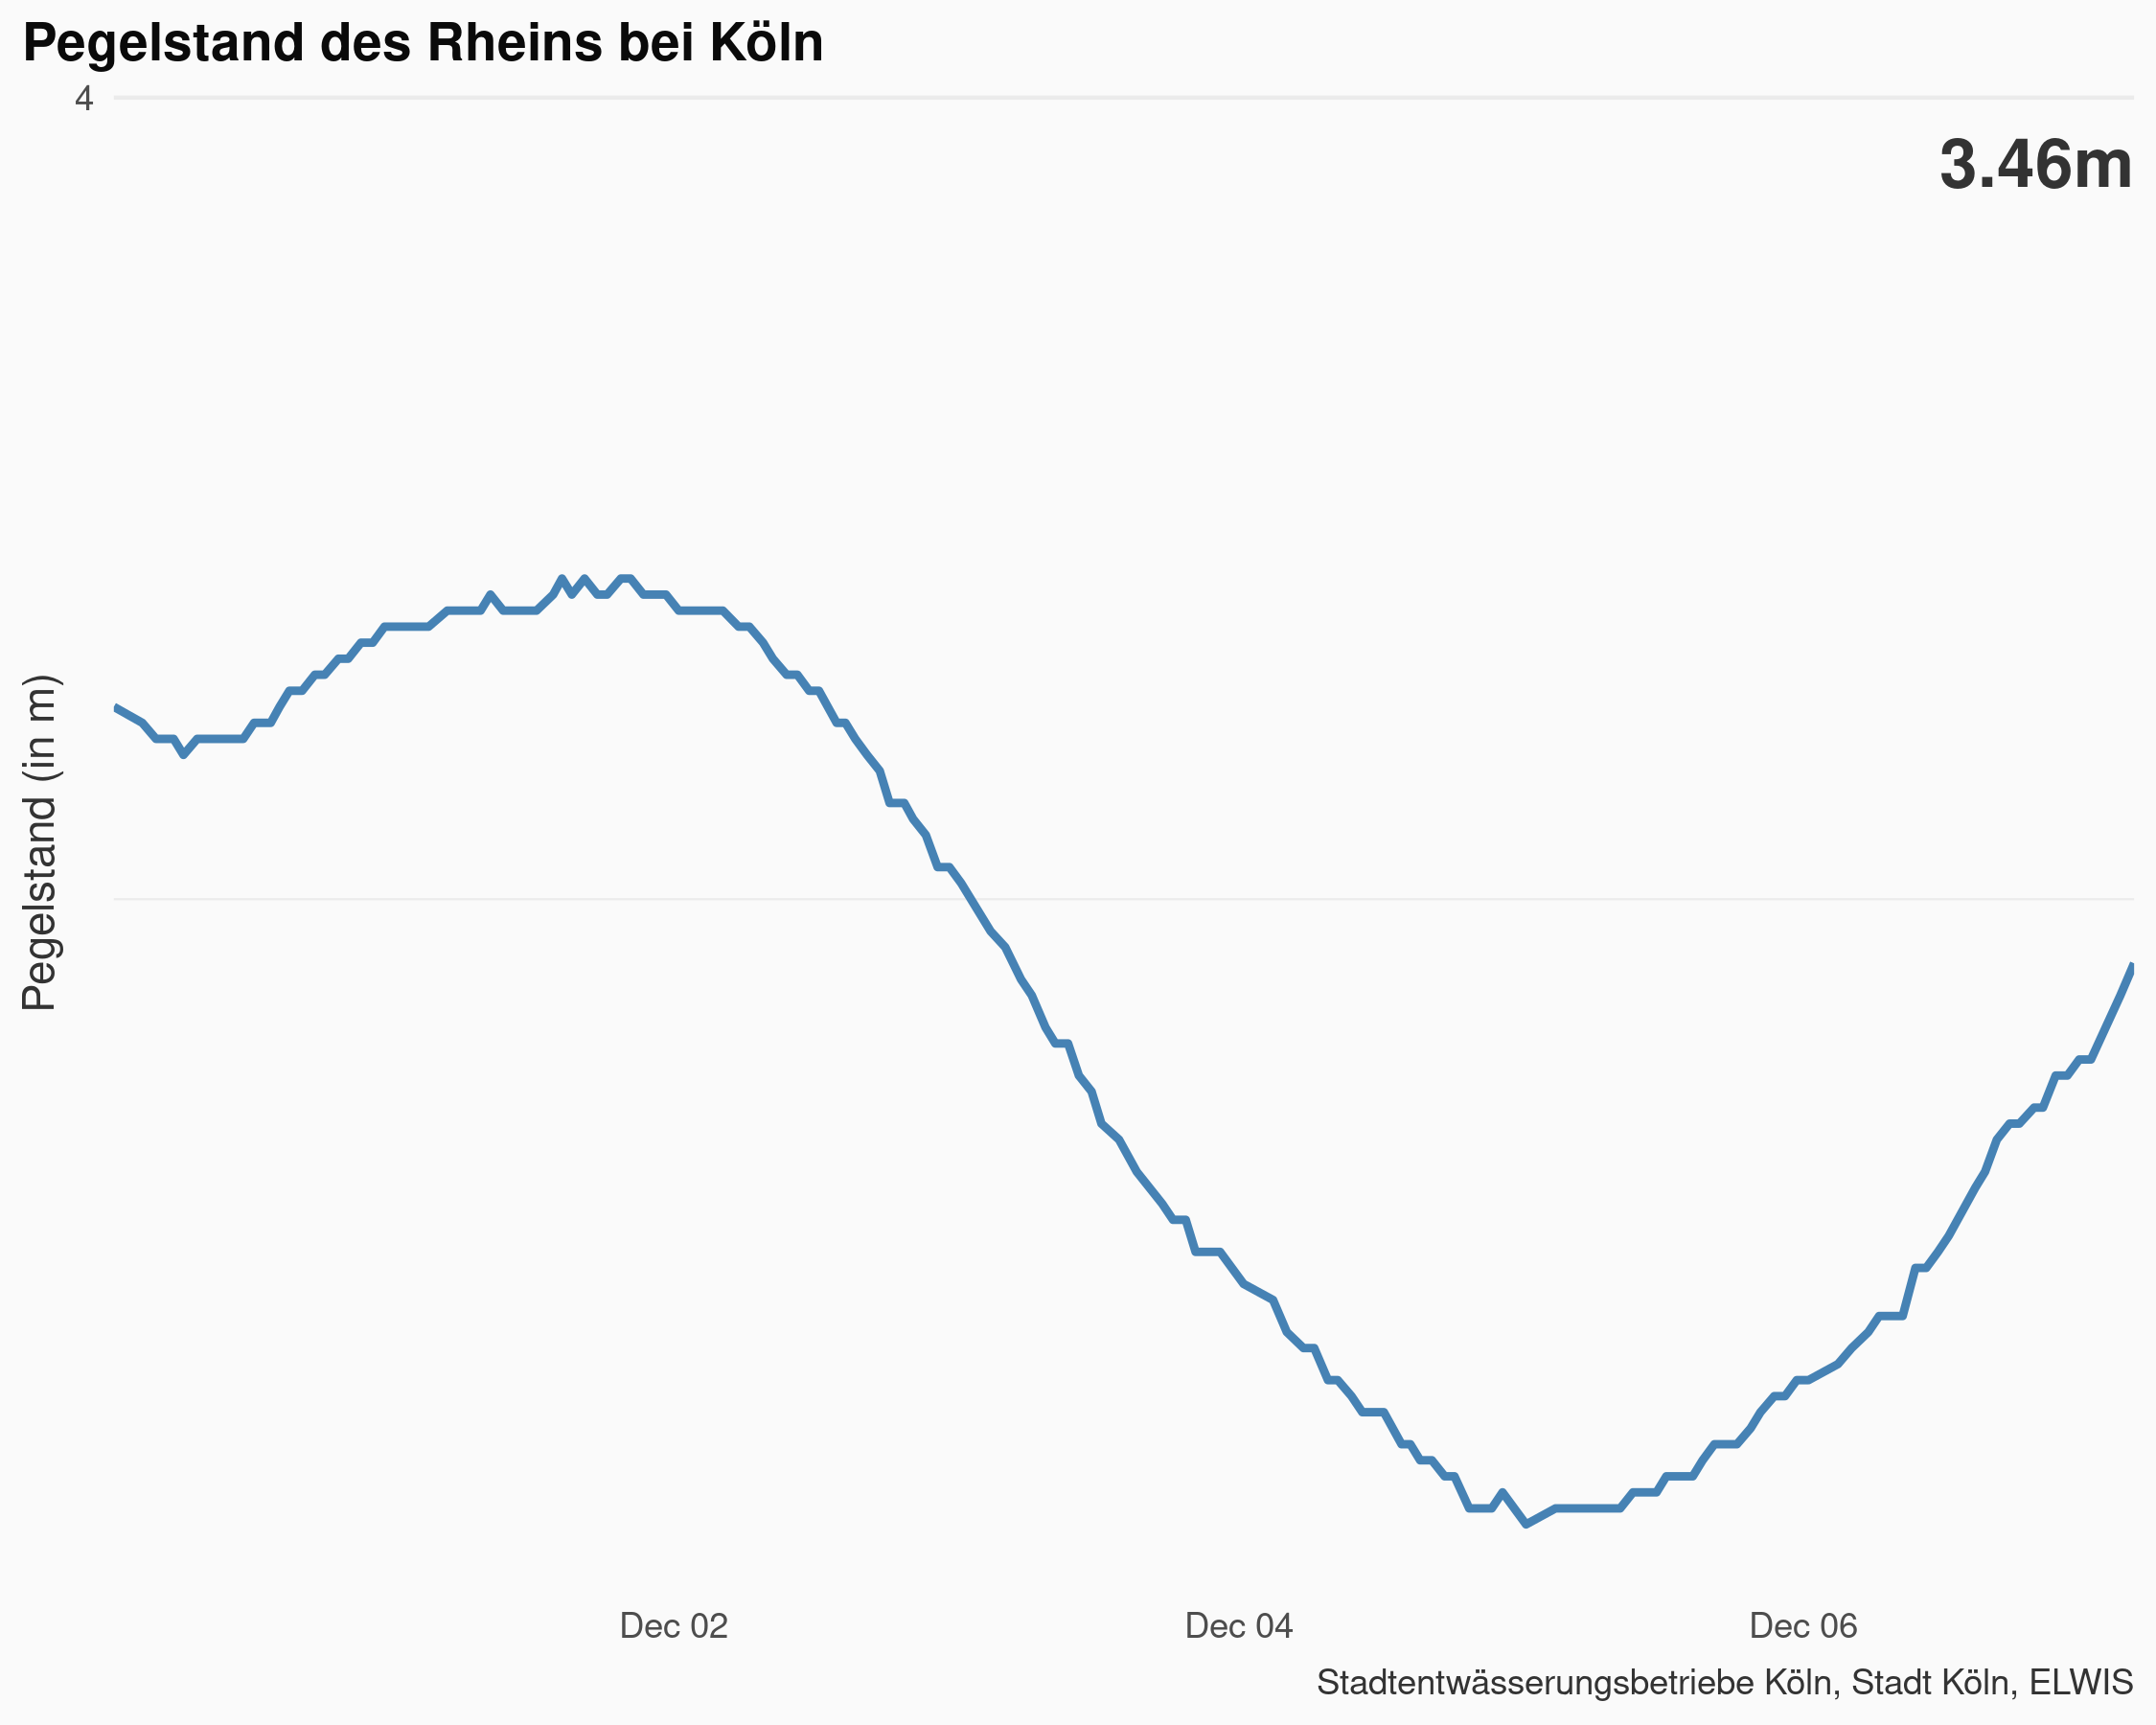 Pegelstand des Rheins bei Köln
4
3.46m
Pegelstand (in m)
Dec 02
Dec 04
Dec 06
Stadtentwässerungsbetriebe Köln, Stadt Köln, ELWIS